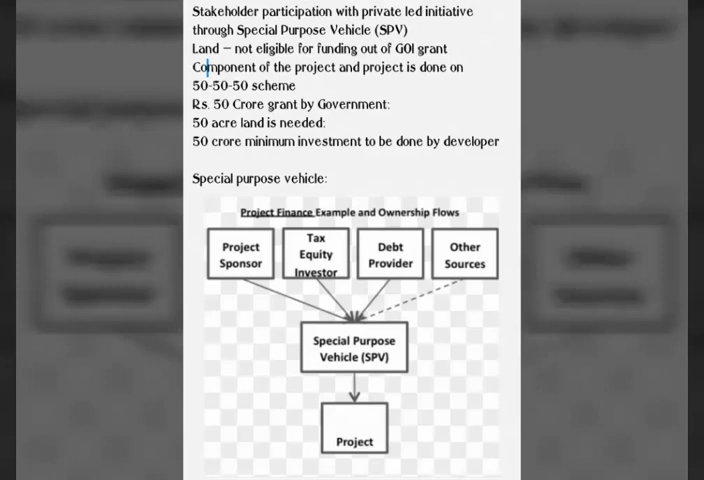 Stakeholder participation with private led initiative
through Special Purpose Vehicle (SPV)
Land – not eligible for funding out of GOI grant
Component of the project and project is done on
50-50-50 scheme
Rs. 50 Crore grant by Government:
50 acre land is needed:
50 crore minimum investment to be done by developer
Special purpose vehicle:
Project Finance Example and Ownership Flows
Project
Sponsor
Tax
Equity
Investor
Debt
Provider
Other
Sources
Special Purpose
Vehicle (SPV)
Project